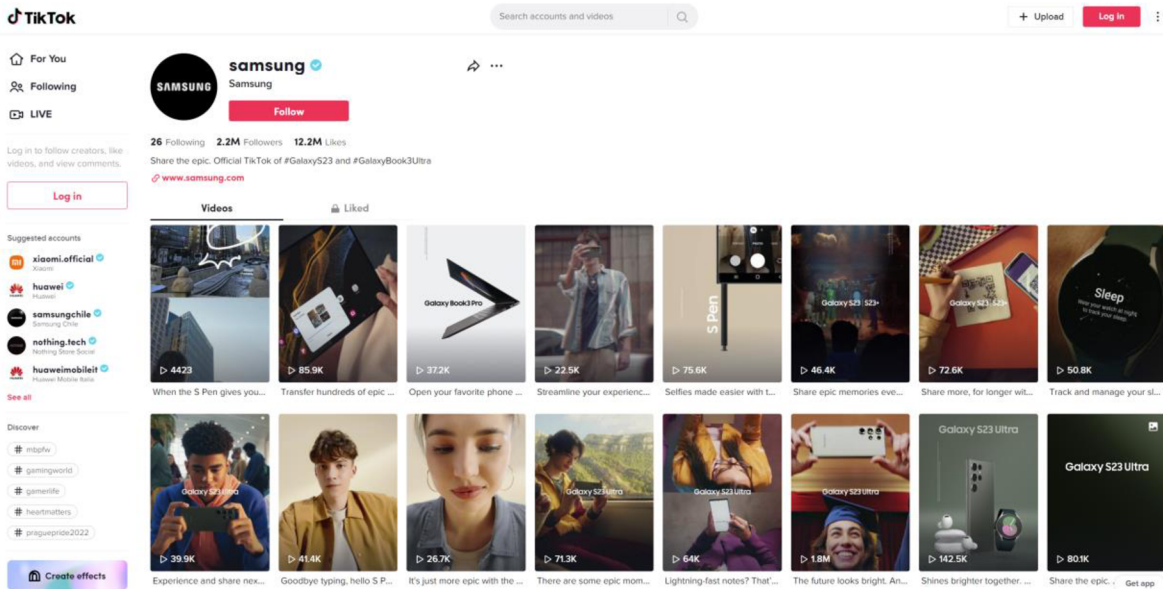 TikTok
Search accounts and videos
+ Upload
Log in
For You
Following
LIVE
Log in to follow creators, like
videos, and view comments.
Log in
Suggested accounts
xiaomi.official
Xiaomi
huawei
Huawei
samsungchile
Samsung Chile
nothing.tech
Nothing Store Social
huaweimobileit
Huawei Mobile Italia
See all
Discover
# mbpfw
# gamingworld
# gamerlife
# heartmatters
# praguepride2022
Create effects
SAMSUNG
samsung
Samsung
Follow
26 Following 2.2M Followers 12.2M Likes
Share the epic. Official TikTok of #GalaxyS23 and #GalaxyBook3Ultra
www.samsung.com
Videos
Liked
4423
When the S Pen gives you...
85.9K
Transfer hundreds of epic ...
Galaxy Book3 Pro
37.2K
Open your favorite phone ...
22.5K
Streamline your experienc...
S Pen
75.6K
Selfies made easier with t...
Galaxy S23 | S23+
46.4K
Share epic memories eve...
Galaxy S23 | S23+
72.6K
Share more, for longer wit...
Sleep
Wear your watch at night
to track your sleep.
50.8K
Track and manage your sl...
Galaxy S23 Ultra
39.9K
Experience and share nex...
41.4K
Goodbye typing, hello S P...
26.7K
It's just more epic with the ...
Galaxy S23 Ultra
71.3K
There are some epic mom...
Galaxy S23 Ultra
64K
Lightning-fast notes? That'...
Galaxy S23 Ultra
1.8M
The future looks bright. An...
Galaxy S23 Ultra
142.5K
Shines brighter together. ...
Galaxy S23 Ultra
80.1K
Share the epic. .
Get app